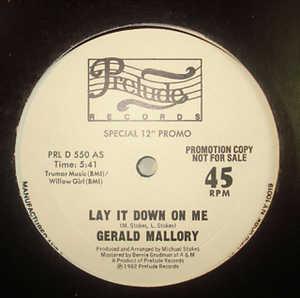 Prelude
RECORDS
SPECIAL 12" PROMO
PRL D 550 AS
Time: 5:41
Trumar Music (BMI)/
Willow Girl (BMI)
PROMOTION COPY
NOT FOR SALE
45
RPM
LAY IT DOWN ON ME
(M. Stokes, L. Stokes)
GERALD MALLORY
Produced and Arranged by Michael Stokes
Mastered by Bernie Grundman at A & M
A Product of Prelude Records
℗ 1982 Prelude Records
N.Y. 10019